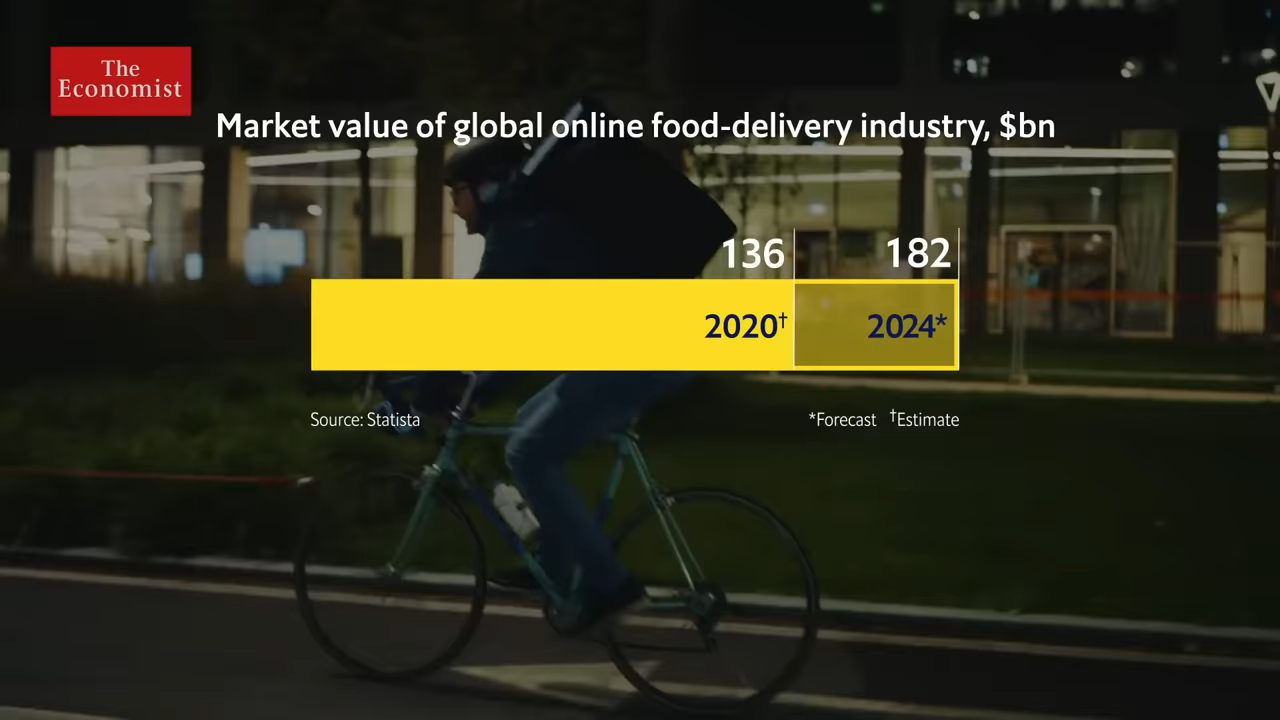 The
Economist
Market value of global online food-delivery industry, $bn
136 182
2020† 2024*
Source: Statista *Forecast †Estimate